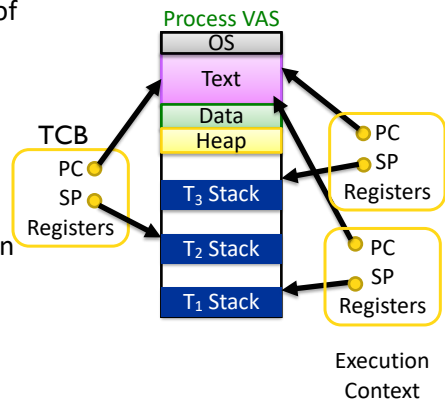 of
Process VAS
OS
Text
Data
Heap
TCB
PC
SP
Registers
n
T₃ Stack
T₂ Stack
T₁ Stack
PC
SP
Registers
PC
SP
Registers
Execution
Context